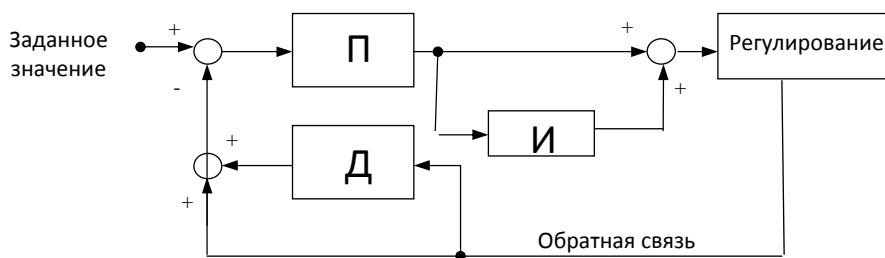 Заданное
значение
+
-
П
+
+
Регулирование
И
+
Д
+
Обратная связь